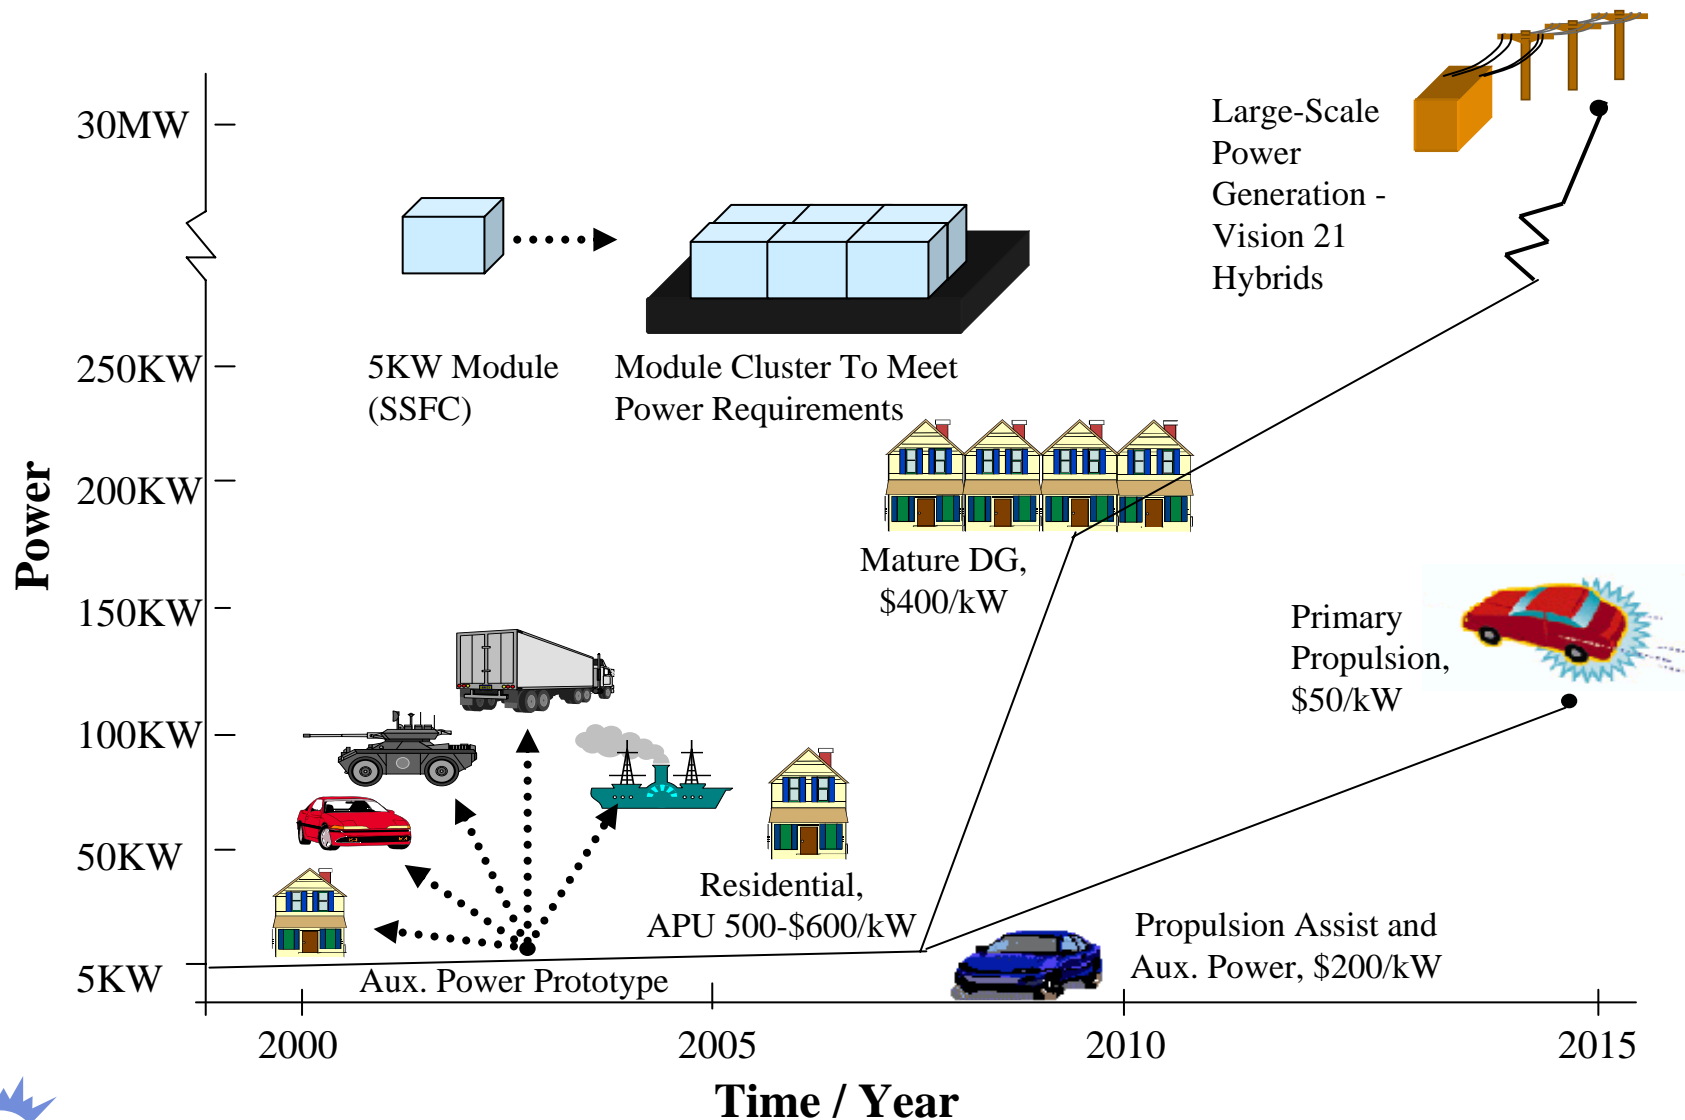 30MW
250KW
200KW
150KW
100KW
50KW
5KW
Power
5KW Module
(SSFC)
Module Cluster To Meet
Power Requirements
Large-Scale
Power
Generation -
Vision 21
Hybrids
Mature DG,
$400/kW
Primary
Propulsion,
$50/kW
Residential,
APU 500-$600/kW
Propulsion Assist and
Aux. Power, $200/kW
Aux. Power Prototype
2000
2005
2010
2015
Time / Year